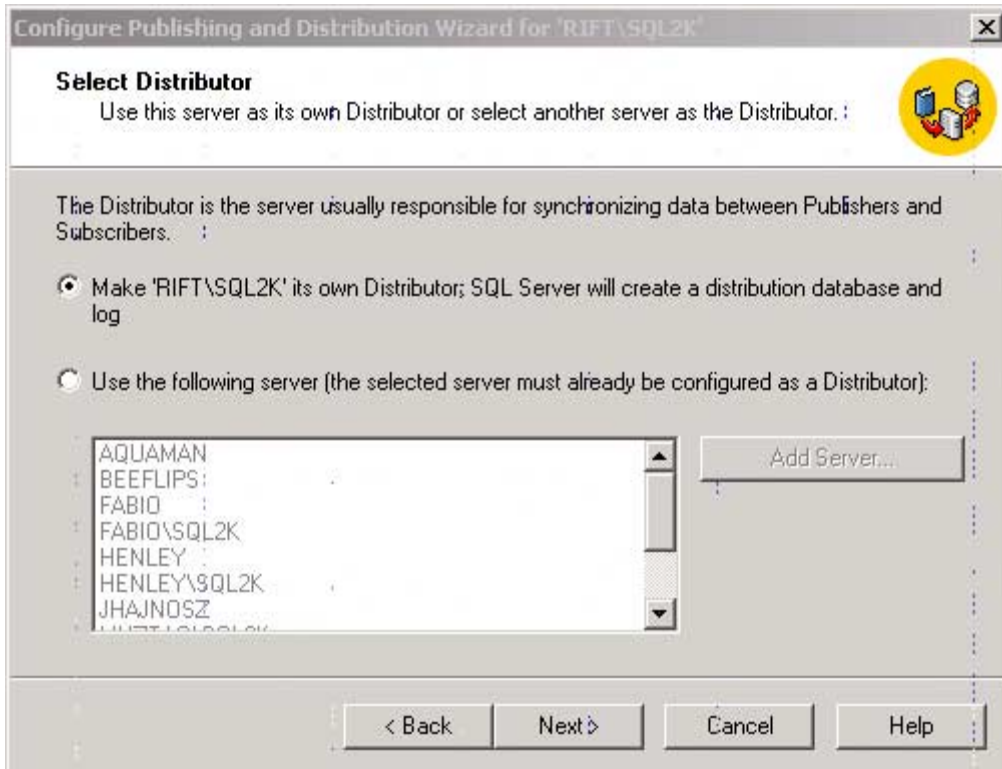 Configure Publishing and Distribution Wizard for 'RIFT\SQL2K'
Select Distributor
Use this server as its own Distributor or select another server as the Distributor.
The Distributor is the server usually responsible for synchronizing data between Publishers and
Subscribers.
Make 'RIFT\SQL2K' its own Distributor; SQL Server will create a distribution database and
log
Use the following server (the selected server must already be configured as a Distributor):
AQUAMAN
BEEFLIPS
FABIO
FABIO\SQL2K
HENLEY
HENLEY\SQL2K
JHAJNOSZ
Add Server...
< Back
Next >
Cancel
Help